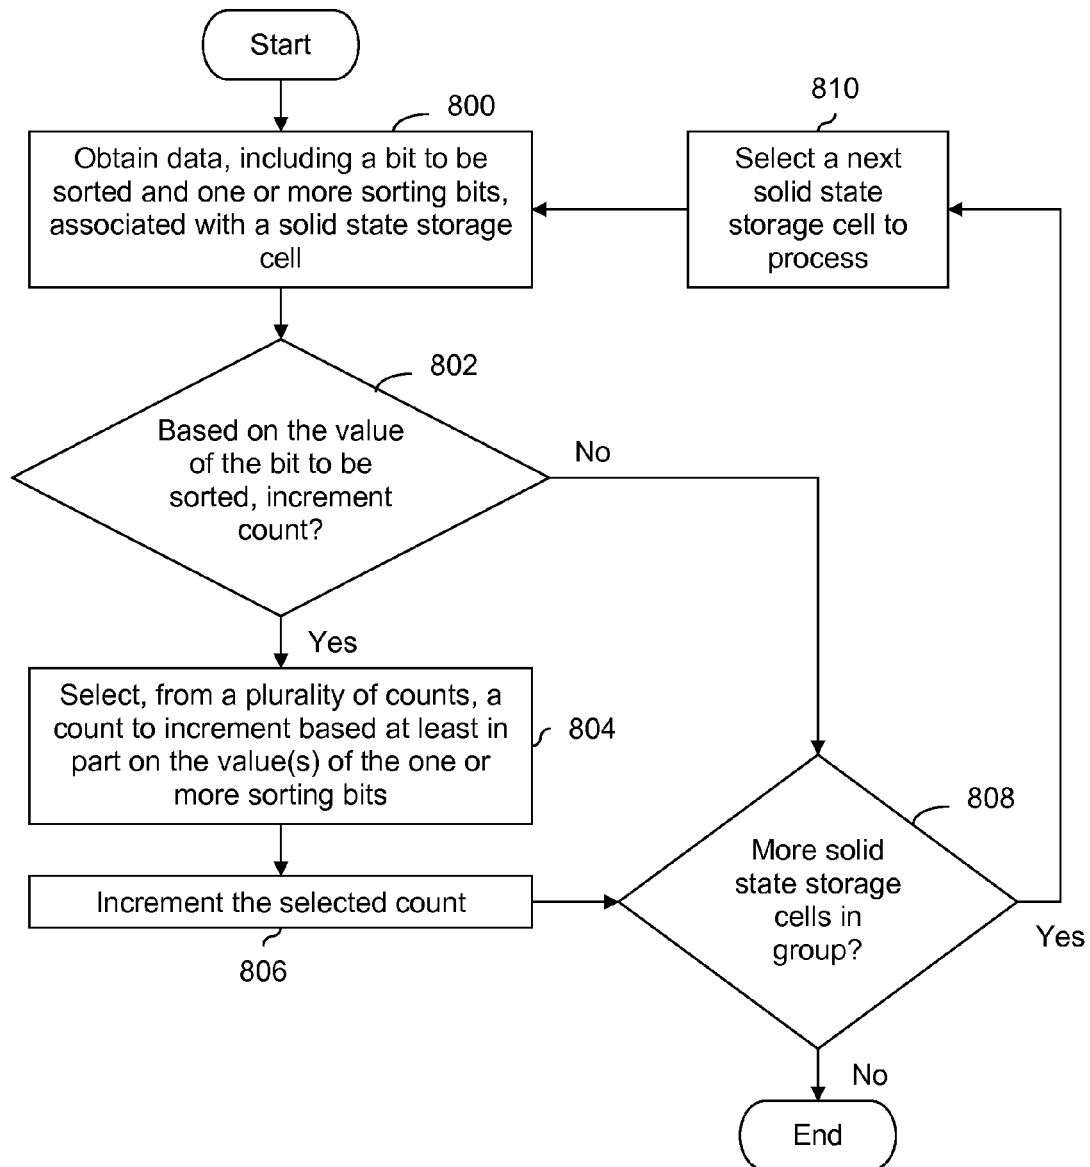 Start
800
Obtain data, including a bit to be
sorted and one or more sorting bits,
associated with a solid state storage
cell
810
Select a next
solid state
storage cell to
process
802
Based on the value
of the bit to be
sorted, increment
count?
No
Yes
Select, from a plurality of counts, a
count to increment based at least in
part on the value(s) of the one or
more sorting bits
804
Increment the selected count
806
808
More solid
state storage
cells in
group?
Yes
No
End